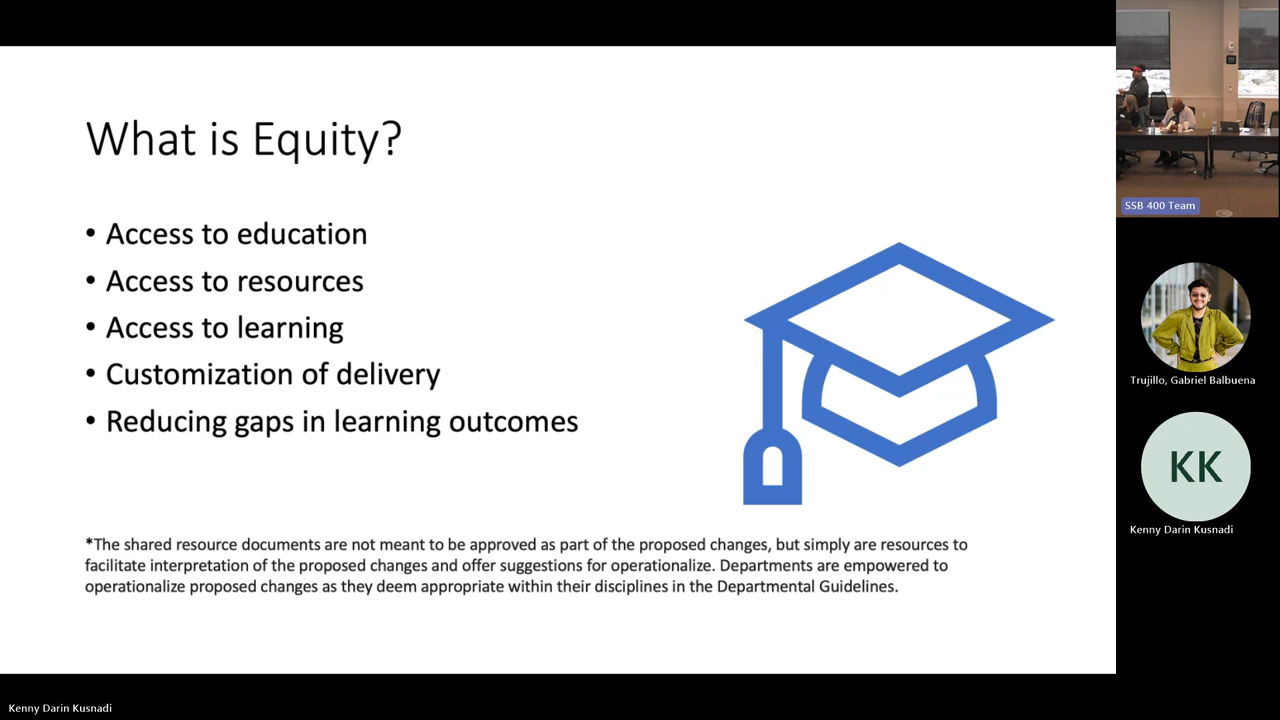 What is Equity?
• Access to education
• Access to resources
• Access to learning
• Customization of delivery
• Reducing gaps in learning outcomes
*The shared resource documents are not meant to be approved as part of the proposed changes, but simply are resources to
facilitate interpretation of the proposed changes and offer suggestions for operationalize. Departments are empowered to
operationalize proposed changes as they deem appropriate within their disciplines in the Departmental Guidelines.
SSB 400 Team
Trujillo, Gabriel Balbuena
KK
Kenny Darin Kusnadi
Kenny Darin Kusnadi